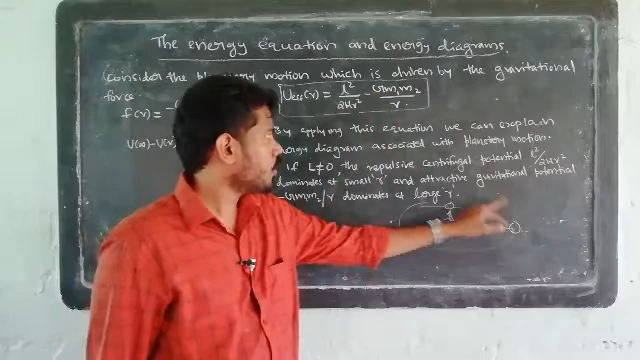 The energy equation and energy diagrams.
Consider the planetary motion which is driven by the gravitational
force.
f(r) = -G
Ueff(r) = l²/2μr² - Gm₁m₂/r.
U(∞) - V(r)
By applying this equation we can explain
energy diagram associated with planetary motion.
If L≠0, the repulsive centrifugal potential l²/2μr²
dominates at small 'r' and attractive gravitational potential
-Gm₁m₂/r dominates at large 'r'.